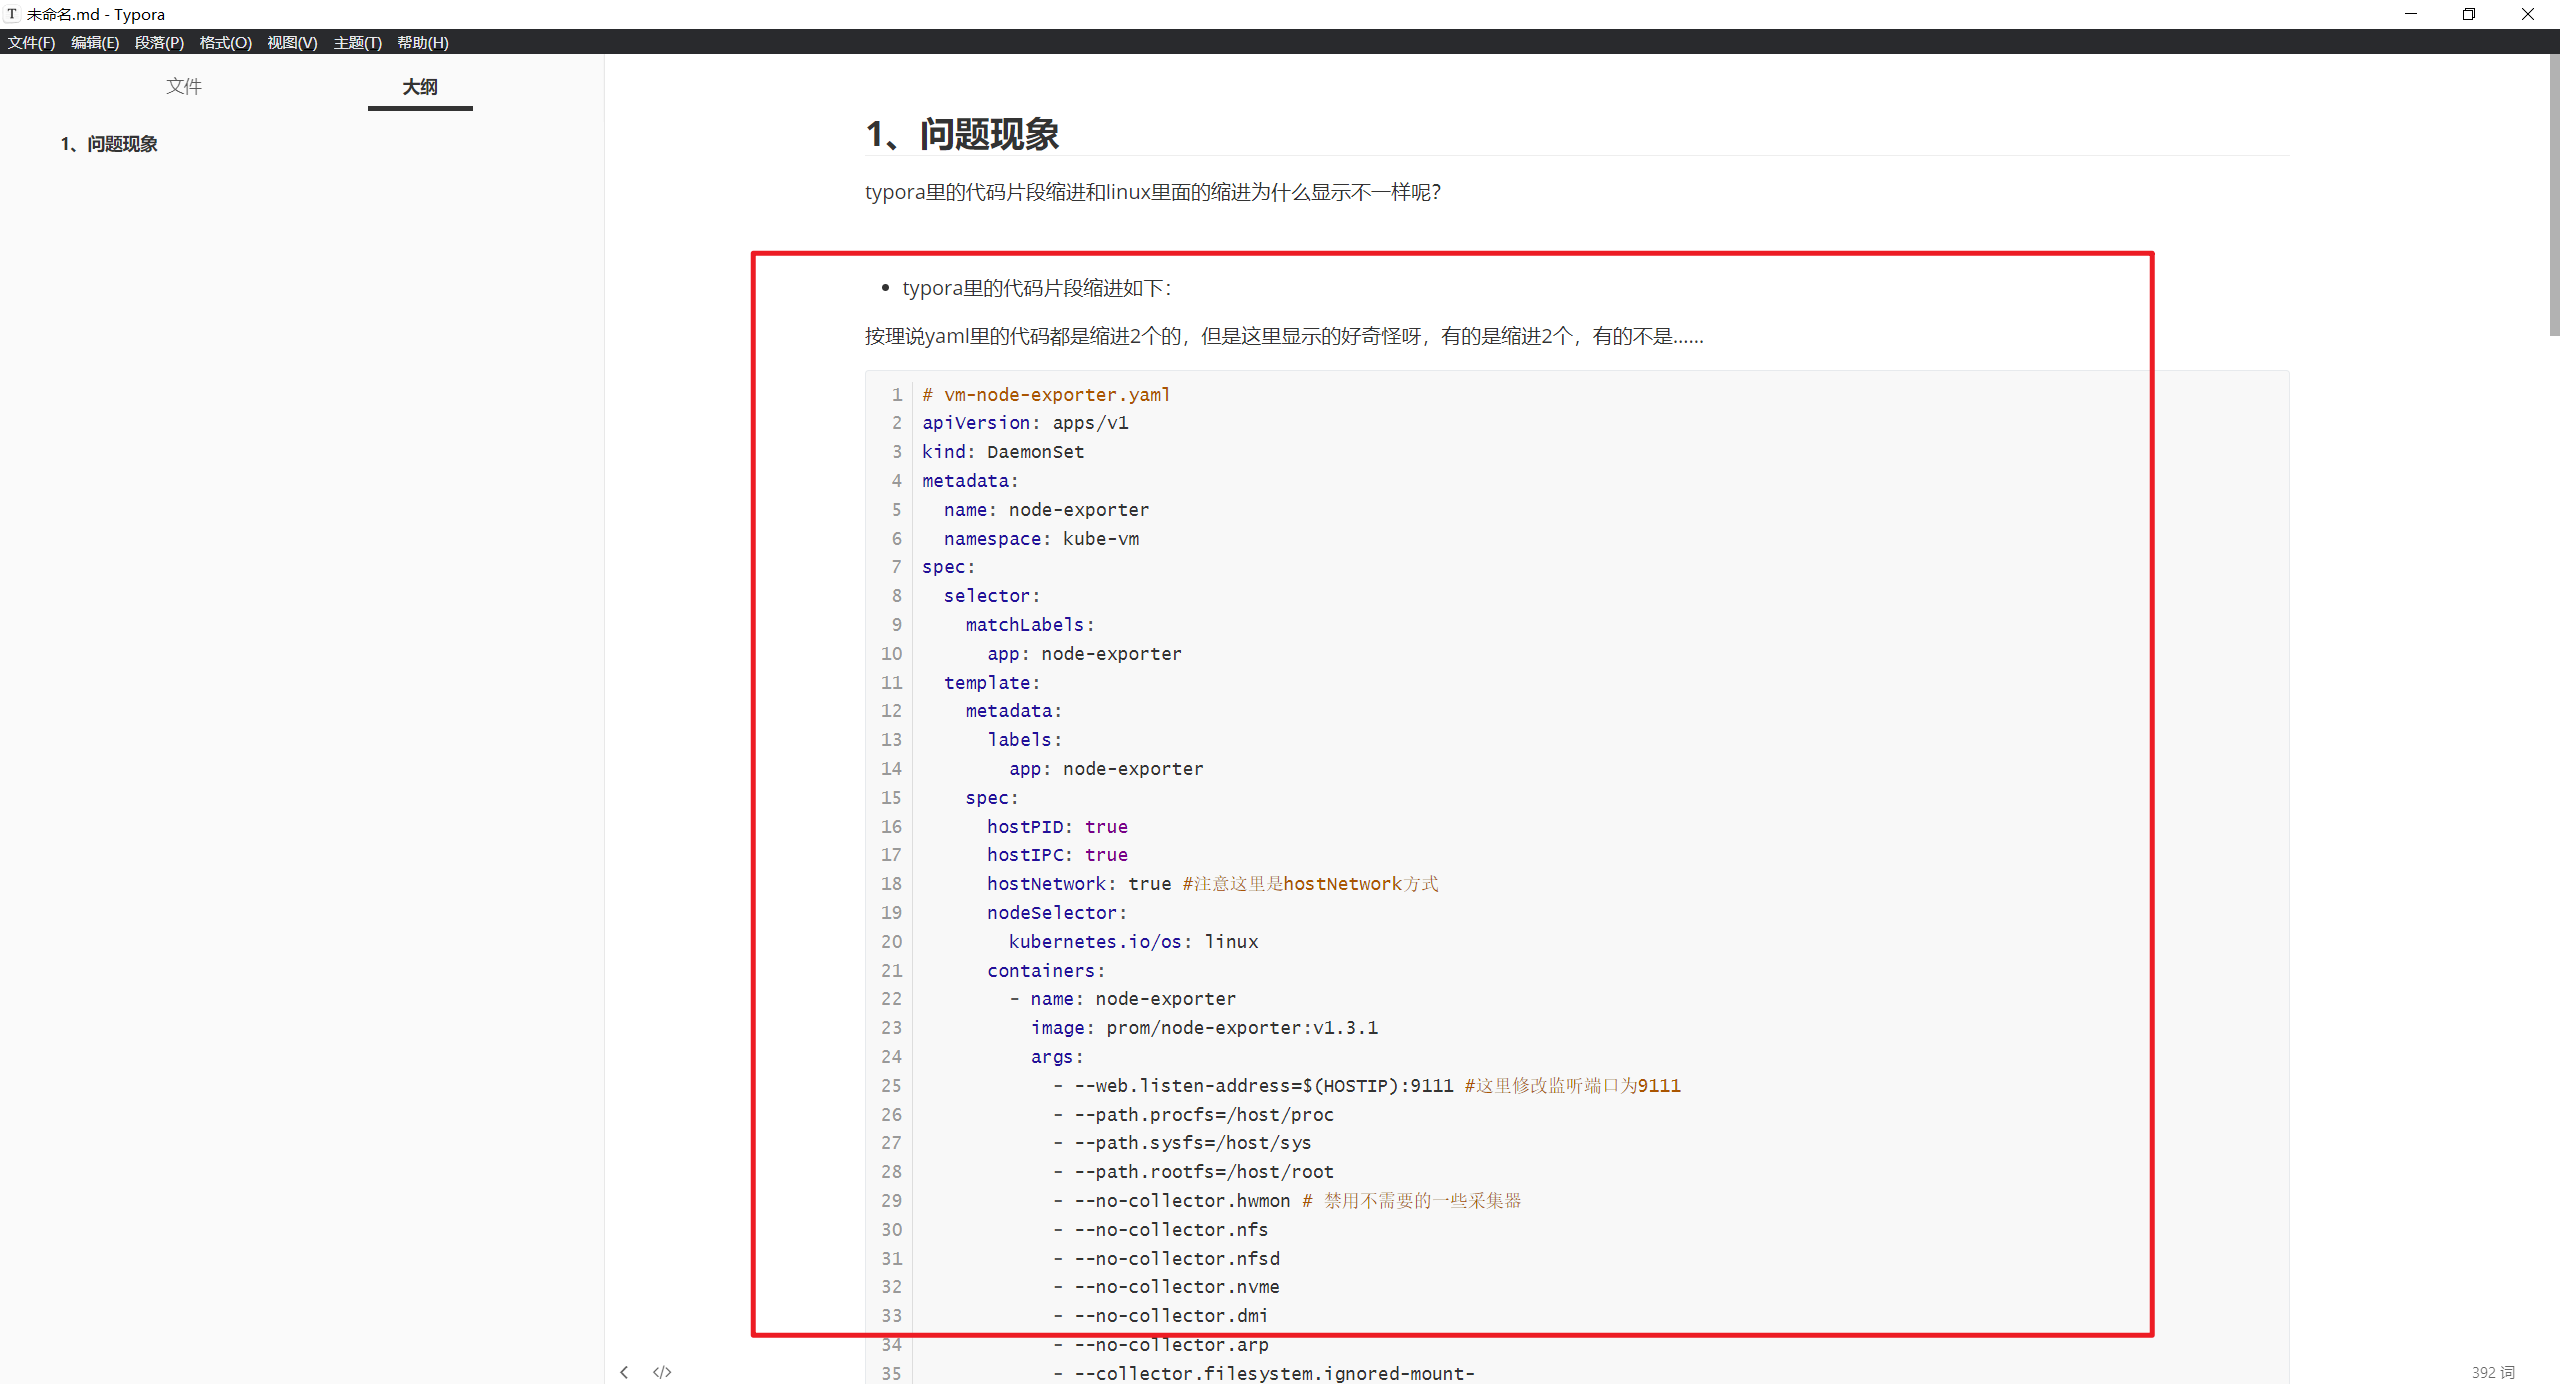 未命名.md - Typora
文件(F) 编辑(E) 段落(P) 格式(O) 视图(V) 主题(T) 帮助(H)
文件 大纲
1、问题现象
1、问题现象
typora里的代码片段缩进和linux里面的缩进为什么显示不一样呢?
• typora里的代码片段缩进如下：
按理说yaml里的代码都是缩进2个的，但是这里显示的好奇怪呀，有的是缩进2个，有的不是……
1 # vm-node-exporter.yaml
2 apiVersion: apps/v1
3 kind: DaemonSet
4 metadata:
5   name: node-exporter
6   namespace: kube-vm
7 spec:
8   selector:
9     matchLabels:
10       app: node-exporter
11   template:
12     metadata:
13       labels:
14         app: node-exporter
15     spec:
16       hostPID: true
17       hostIPC: true
18       hostNetwork: true #注意这里是hostNetwork方式
19       nodeSelector:
20         kubernetes.io/os: linux
21       containers:
22         - name: node-exporter
23           image: prom/node-exporter:v1.3.1
24           args:
25             - --web.listen-address=$(HOSTIP):9111 #这里修改监听端口为9111
26             - --path.procfs=/host/proc
27             - --path.sysfs=/host/sys
28             - --path.rootfs=/host/root
29             - --no-collector.hwmon # 禁用不需要的一些采集器
30             - --no-collector.nfs
31             - --no-collector.nfsd
32             - --no-collector.nvme
33             - --no-collector.dmi
34             - --no-collector.arp
35             - --collector.filesystem.ignored-mount-
392 词